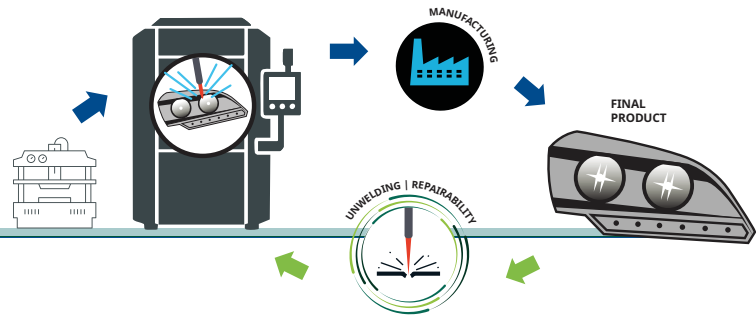 MANUFACTURING
FINAL
PRODUCT
UNWELDING | REPAIRABILITY